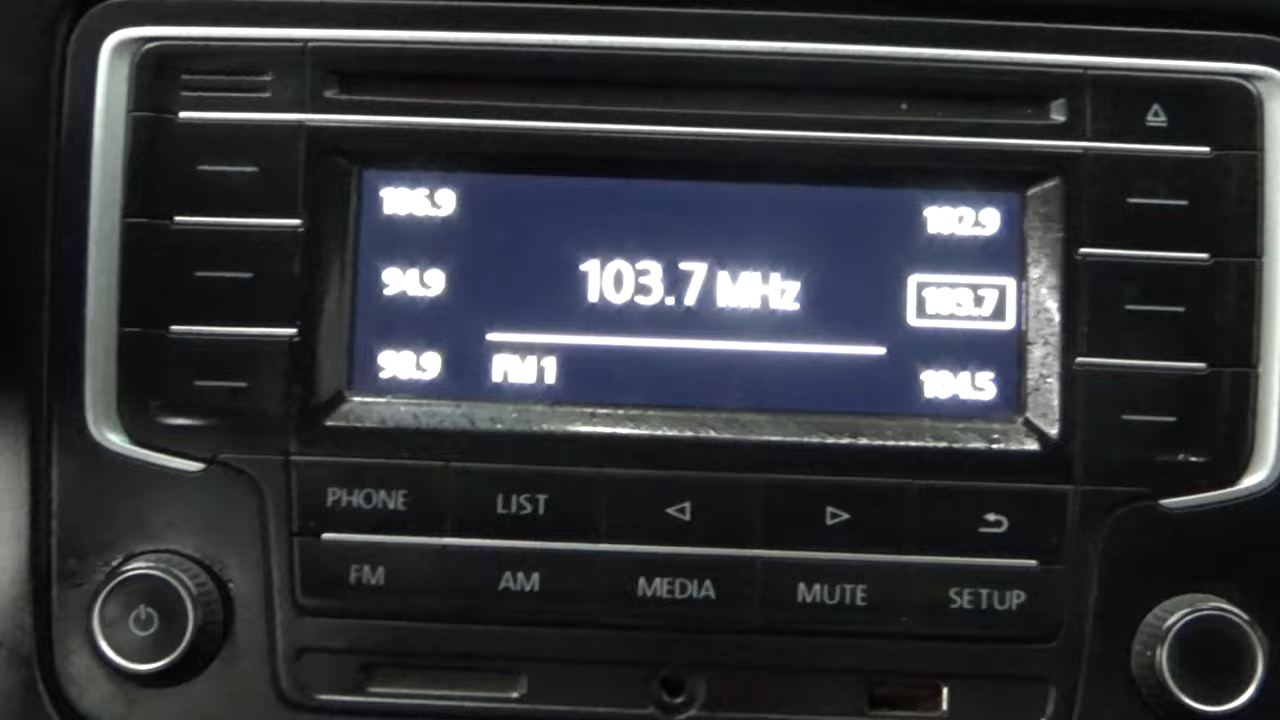 106.9
102.9
94.9
103.7 MHz
103.7
98.9
FM1
104.5
PHONE
LIST
FM
AM
MEDIA
MUTE
SETUP